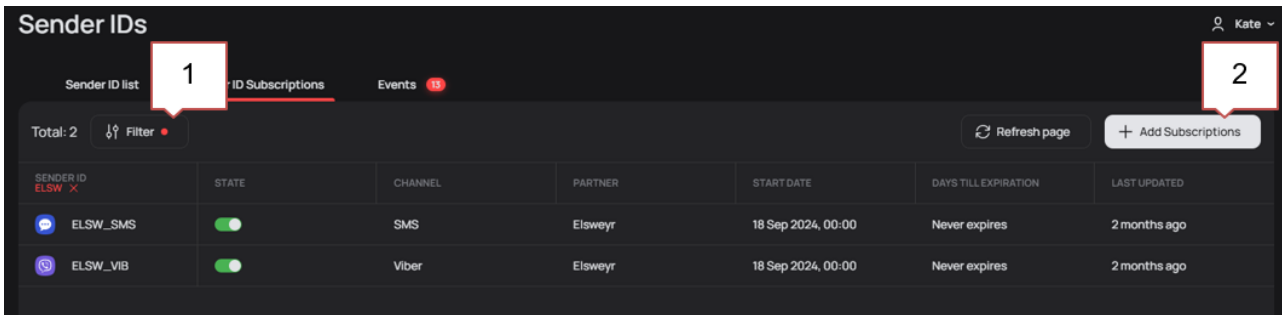 Sender IDs
Kate
1
2
Sender ID list
r ID Subscriptions
Events 13
Total: 2
Filter
Refresh page
+ Add Subscriptions
SENDER ID
ELSW ×
STATE
CHANNEL
PARTNER
START DATE
DAYS TILL EXPIRATION
LAST UPDATED
ELSW_SMS SMS Elsweyr 18 Sep 2024, 00:00 Never expires 2 months ago
ELSW_VIB Viber Elsweyr 18 Sep 2024, 00:00 Never expires 2 months ago